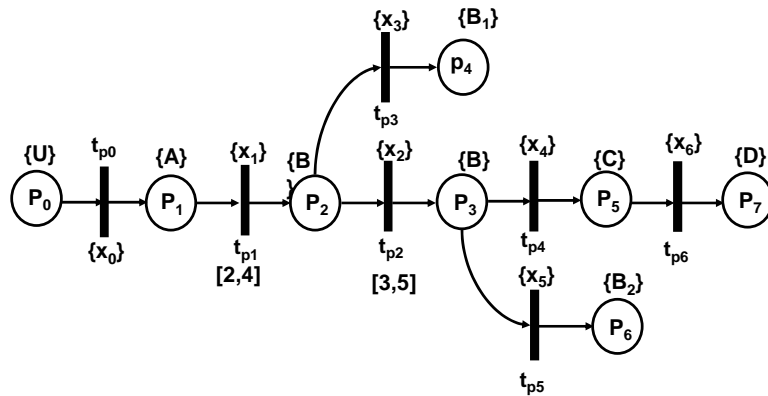 {x3}
{B1}
p4
tp3
{U}
tp0
{A}
{x1}
{B
}
{x2}
{B}
{x4}
{C}
{x6}
{D}
P0
P1
P2
P3
P5
P7
{x0}
tp1
tp2
tp4
tp6
[2,4]
[3,5]
{x5}
{B2}
P6
tp5